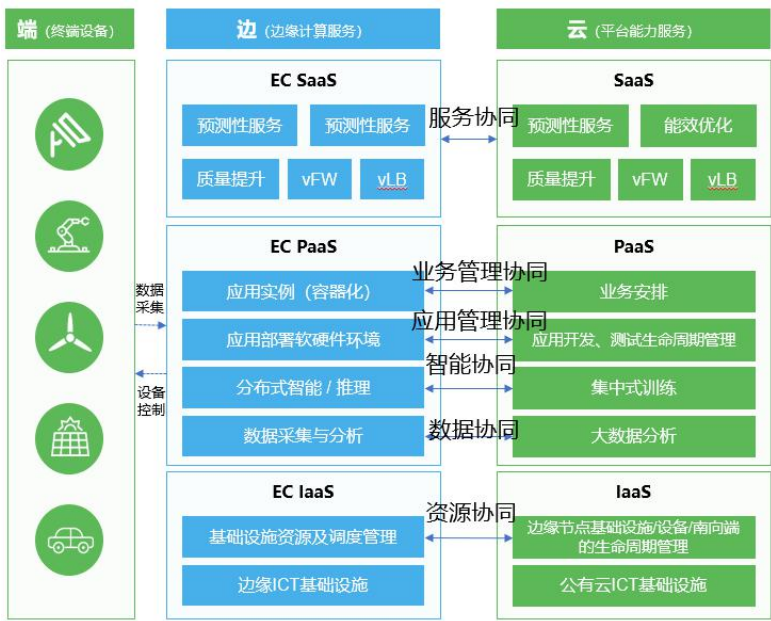 端 (终端设备)
边 (边缘计算服务)
云 (平台能力服务)
EC SaaS
SaaS
预测性服务
预测性服务
服务协同
预测性服务
能效优化
质量提升
vFW
vLB
质量提升
vFW
vLB
EC PaaS
PaaS
业务管理协同
数据
采集
应用实例（容器化）
业务安排
应用管理协同
应用部署软硬件环境
应用开发、测试生命周期管理
智能协同
设备
控制
分布式智能 / 推理
集中式训练
数据采集与分析
数据协同
大数据分析
EC IaaS
IaaS
资源协同
基础设施资源及调度管理
边缘节点基础设施/设备/南向端
的生命周期管理
边缘ICT基础设施
公有云ICT基础设施